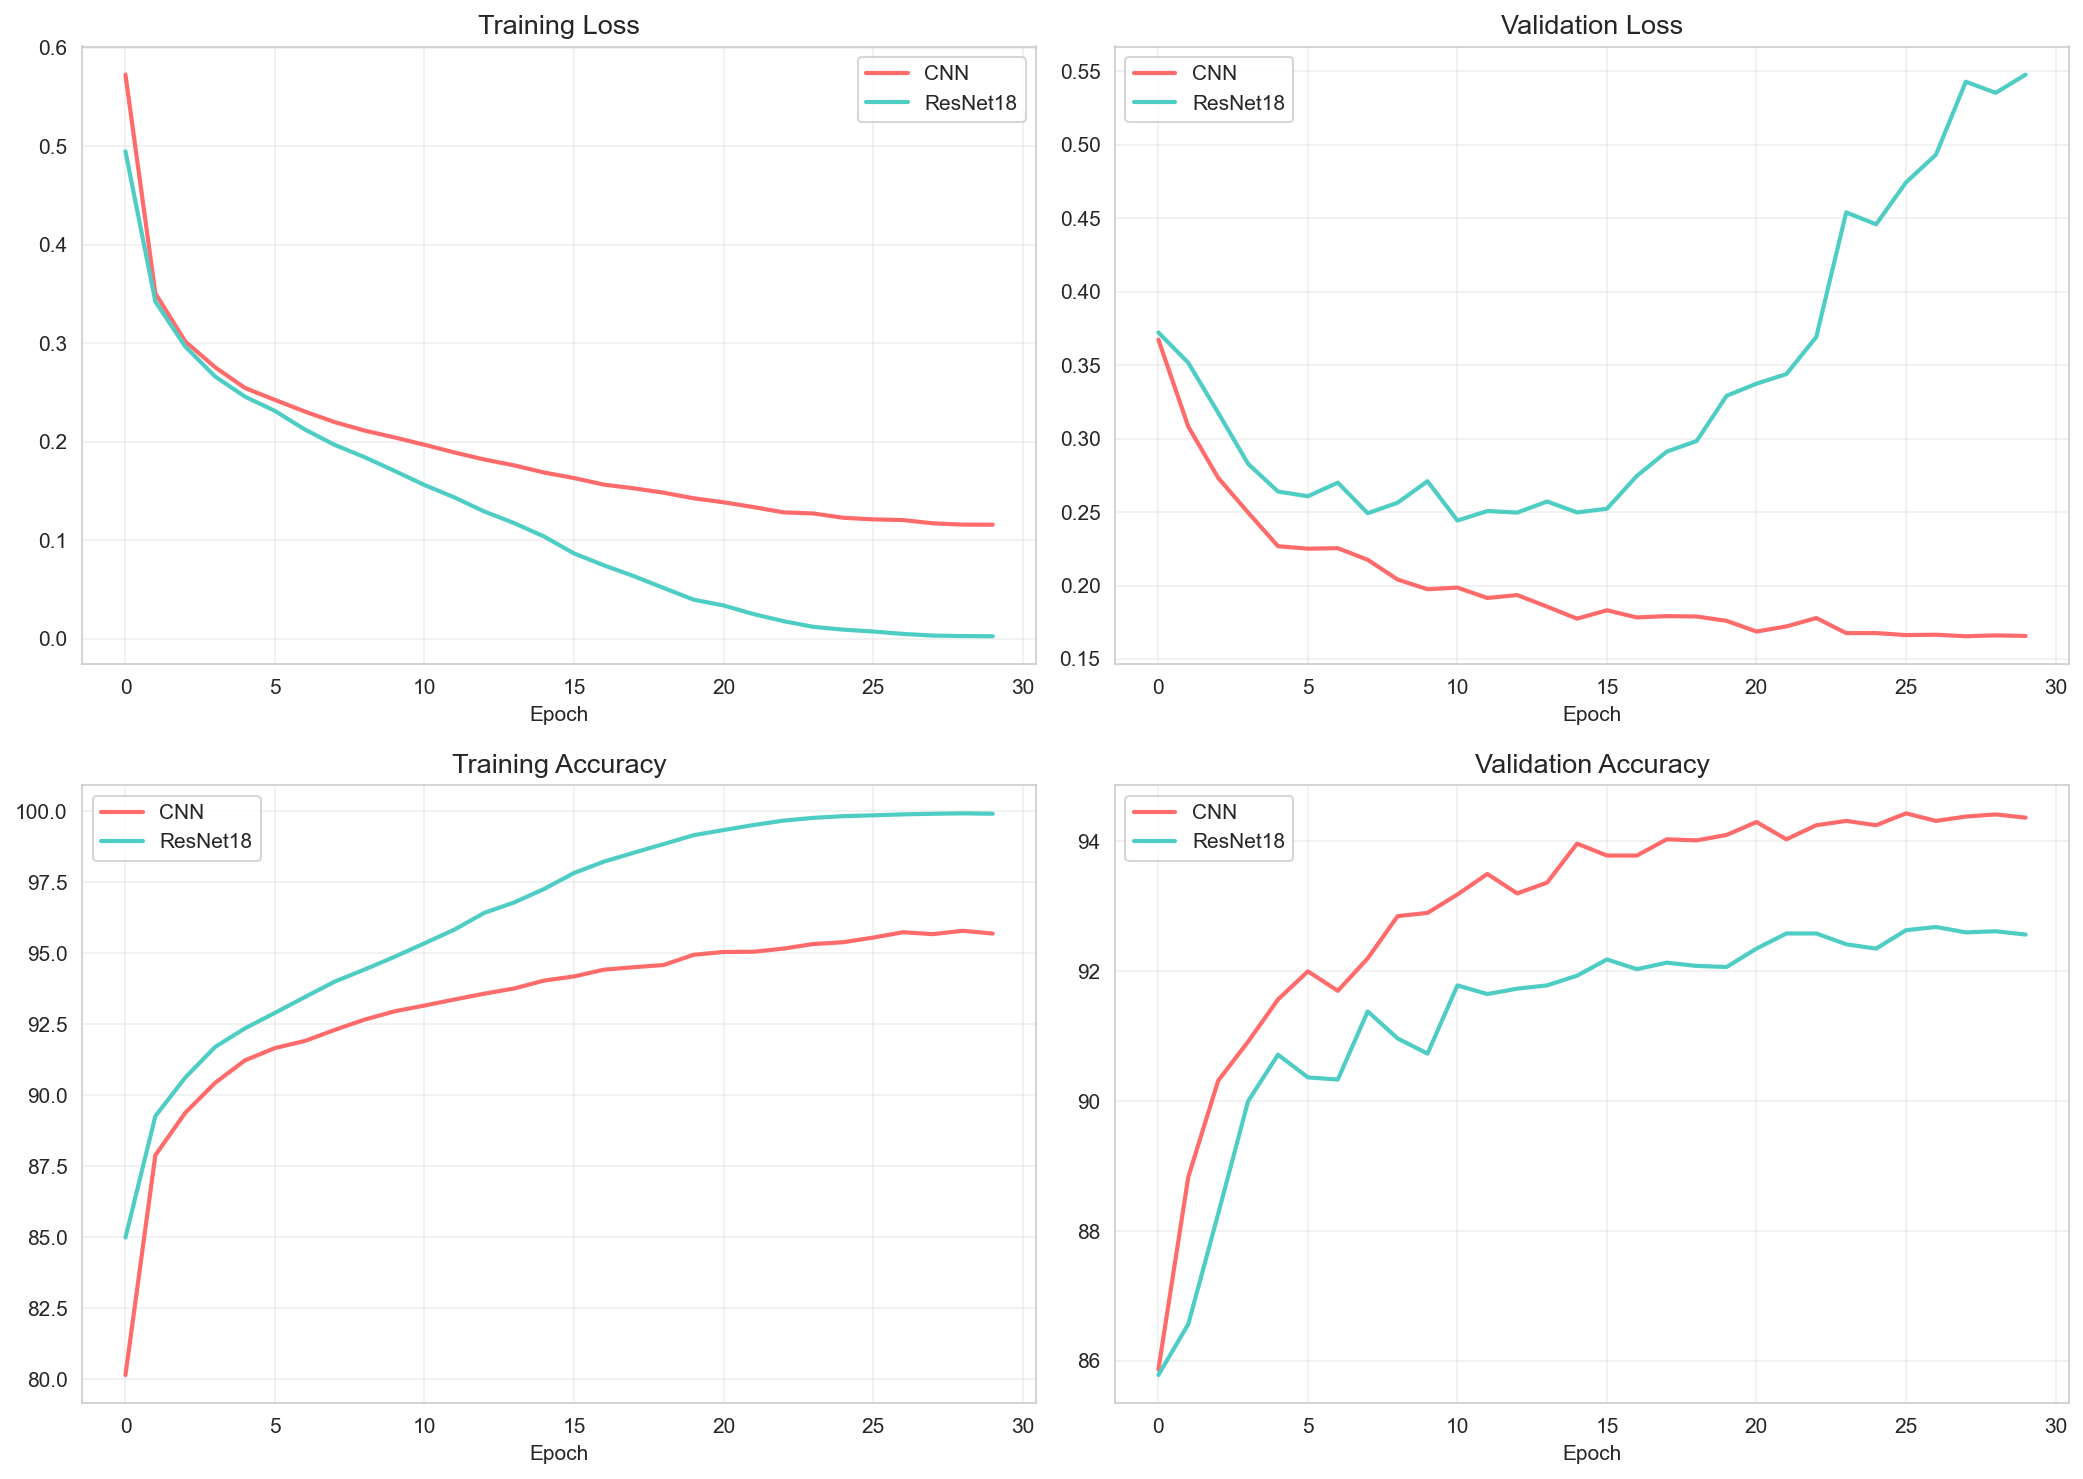 Training Loss
0.6
0.5
0.4
0.3
0.2
0.1
0.0
CNN
ResNet18
0 5 10 15 20 25 30
Epoch
Validation Loss
0.55
0.50
0.45
0.40
0.35
0.30
0.25
0.20
0.15
CNN
ResNet18
0 5 10 15 20 25 30
Epoch
Training Accuracy
100.0
97.5
95.0
92.5
90.0
87.5
85.0
82.5
80.0
CNN
ResNet18
0 5 10 15 20 25 30
Epoch
Validation Accuracy
94
92
90
88
86
CNN
ResNet18
0 5 10 15 20 25 30
Epoch